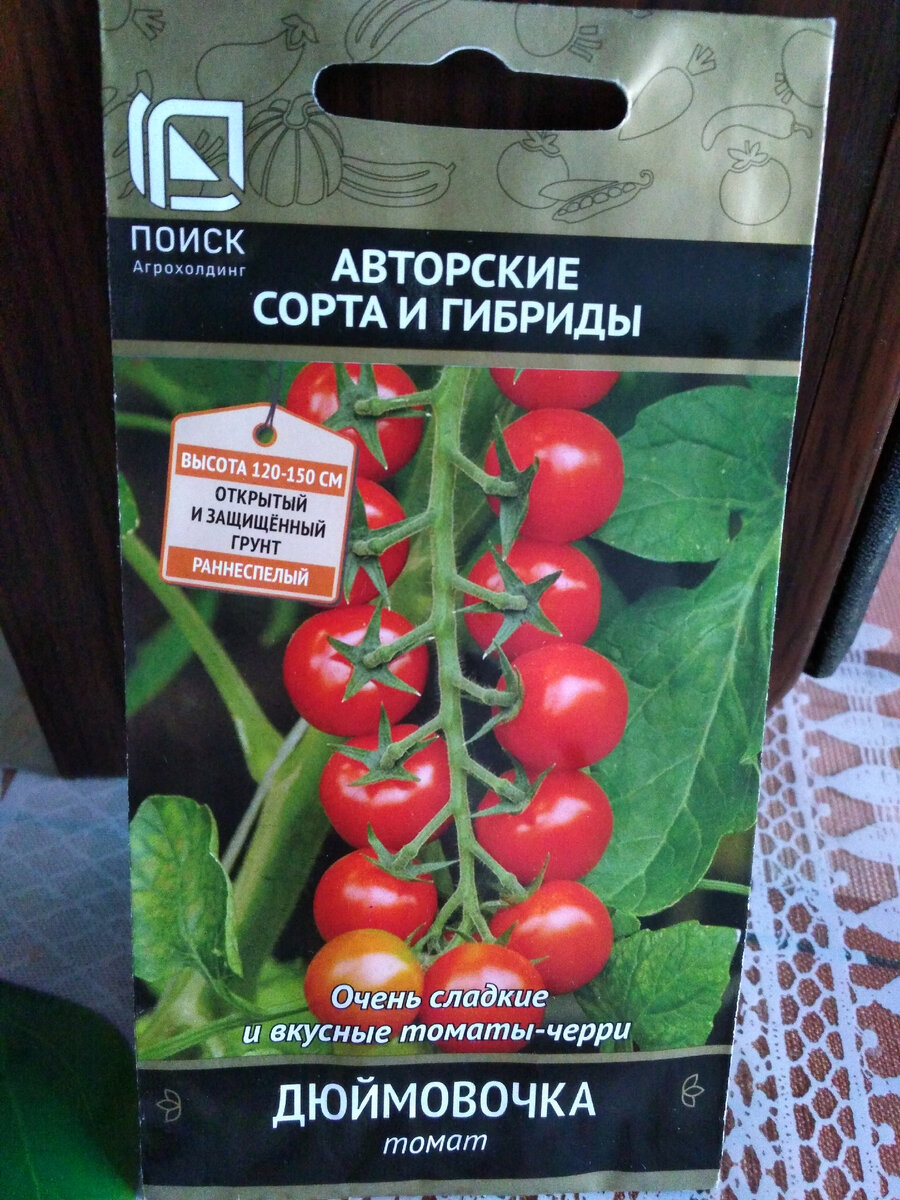 ПОИСК
Агрохолдинг
АВТОРСКИЕ
СОРТА И ГИБРИДЫ
ВЫСОТА 120-150 СМ
ОТКРЫТЫЙ
И ЗАЩИЩЁННЫЙ
ГРУНТ
РАННЕСПЕЛЫЙ
Очень сладкие
и вкусные томаты-черри
ДЮЙМОВОЧКА
томат